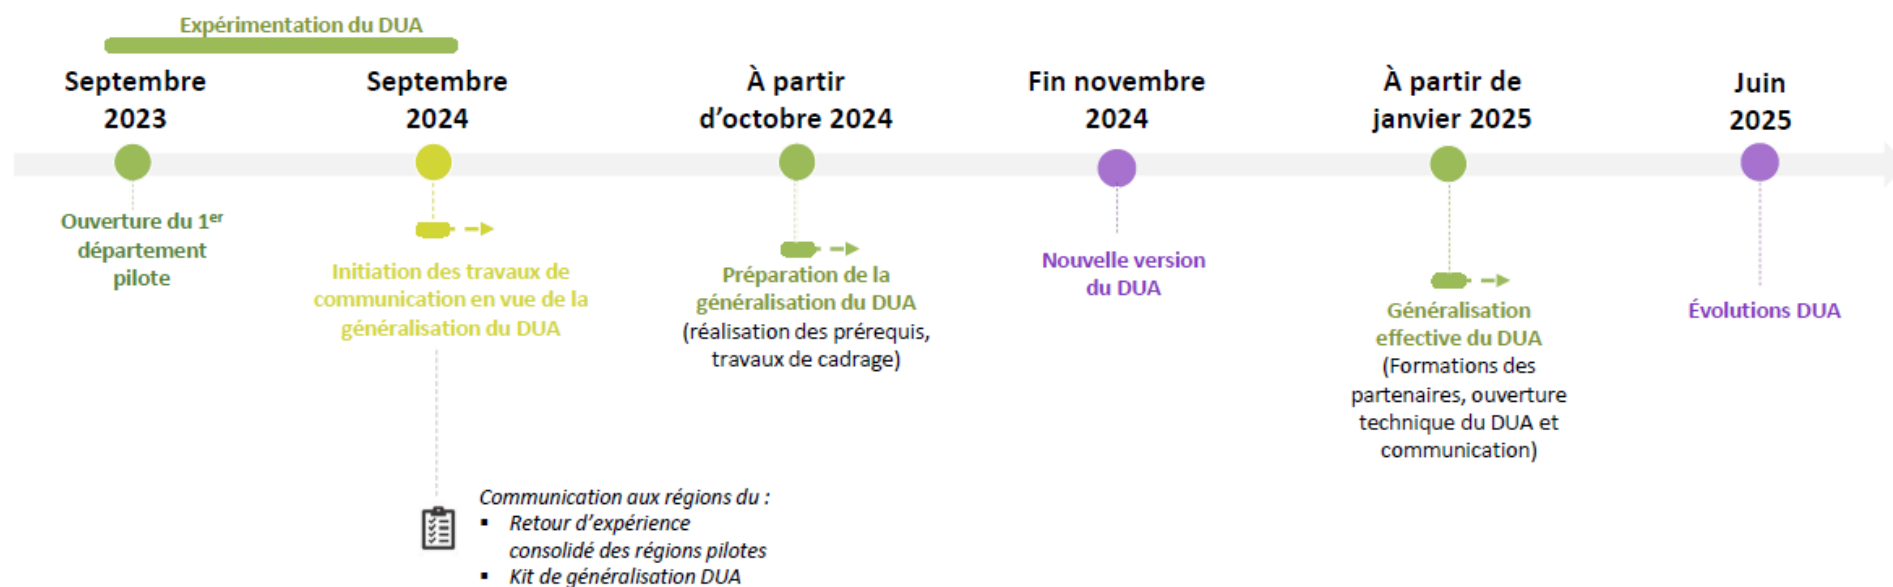 Expérimentation du DUA
Septembre
2023
Ouverture du 1er
département
pilote
Septembre
2024
Initiation des travaux de
communication en vue de la
généralisation du DUA
Communication aux régions du :
▪ Retour d'expérience
consolidé des régions pilotes
▪ Kit de généralisation DUA
À partir
d'octobre 2024
Préparation de la
généralisation du DUA
(réalisation des prérequis,
travaux de cadrage)
Fin novembre
2024
Nouvelle version
du DUA
À partir de
janvier 2025
Généralisation
effective du DUA
(Formations des
partenaires, ouverture
technique du DUA et
communication)
Juin
2025
Évolutions DUA